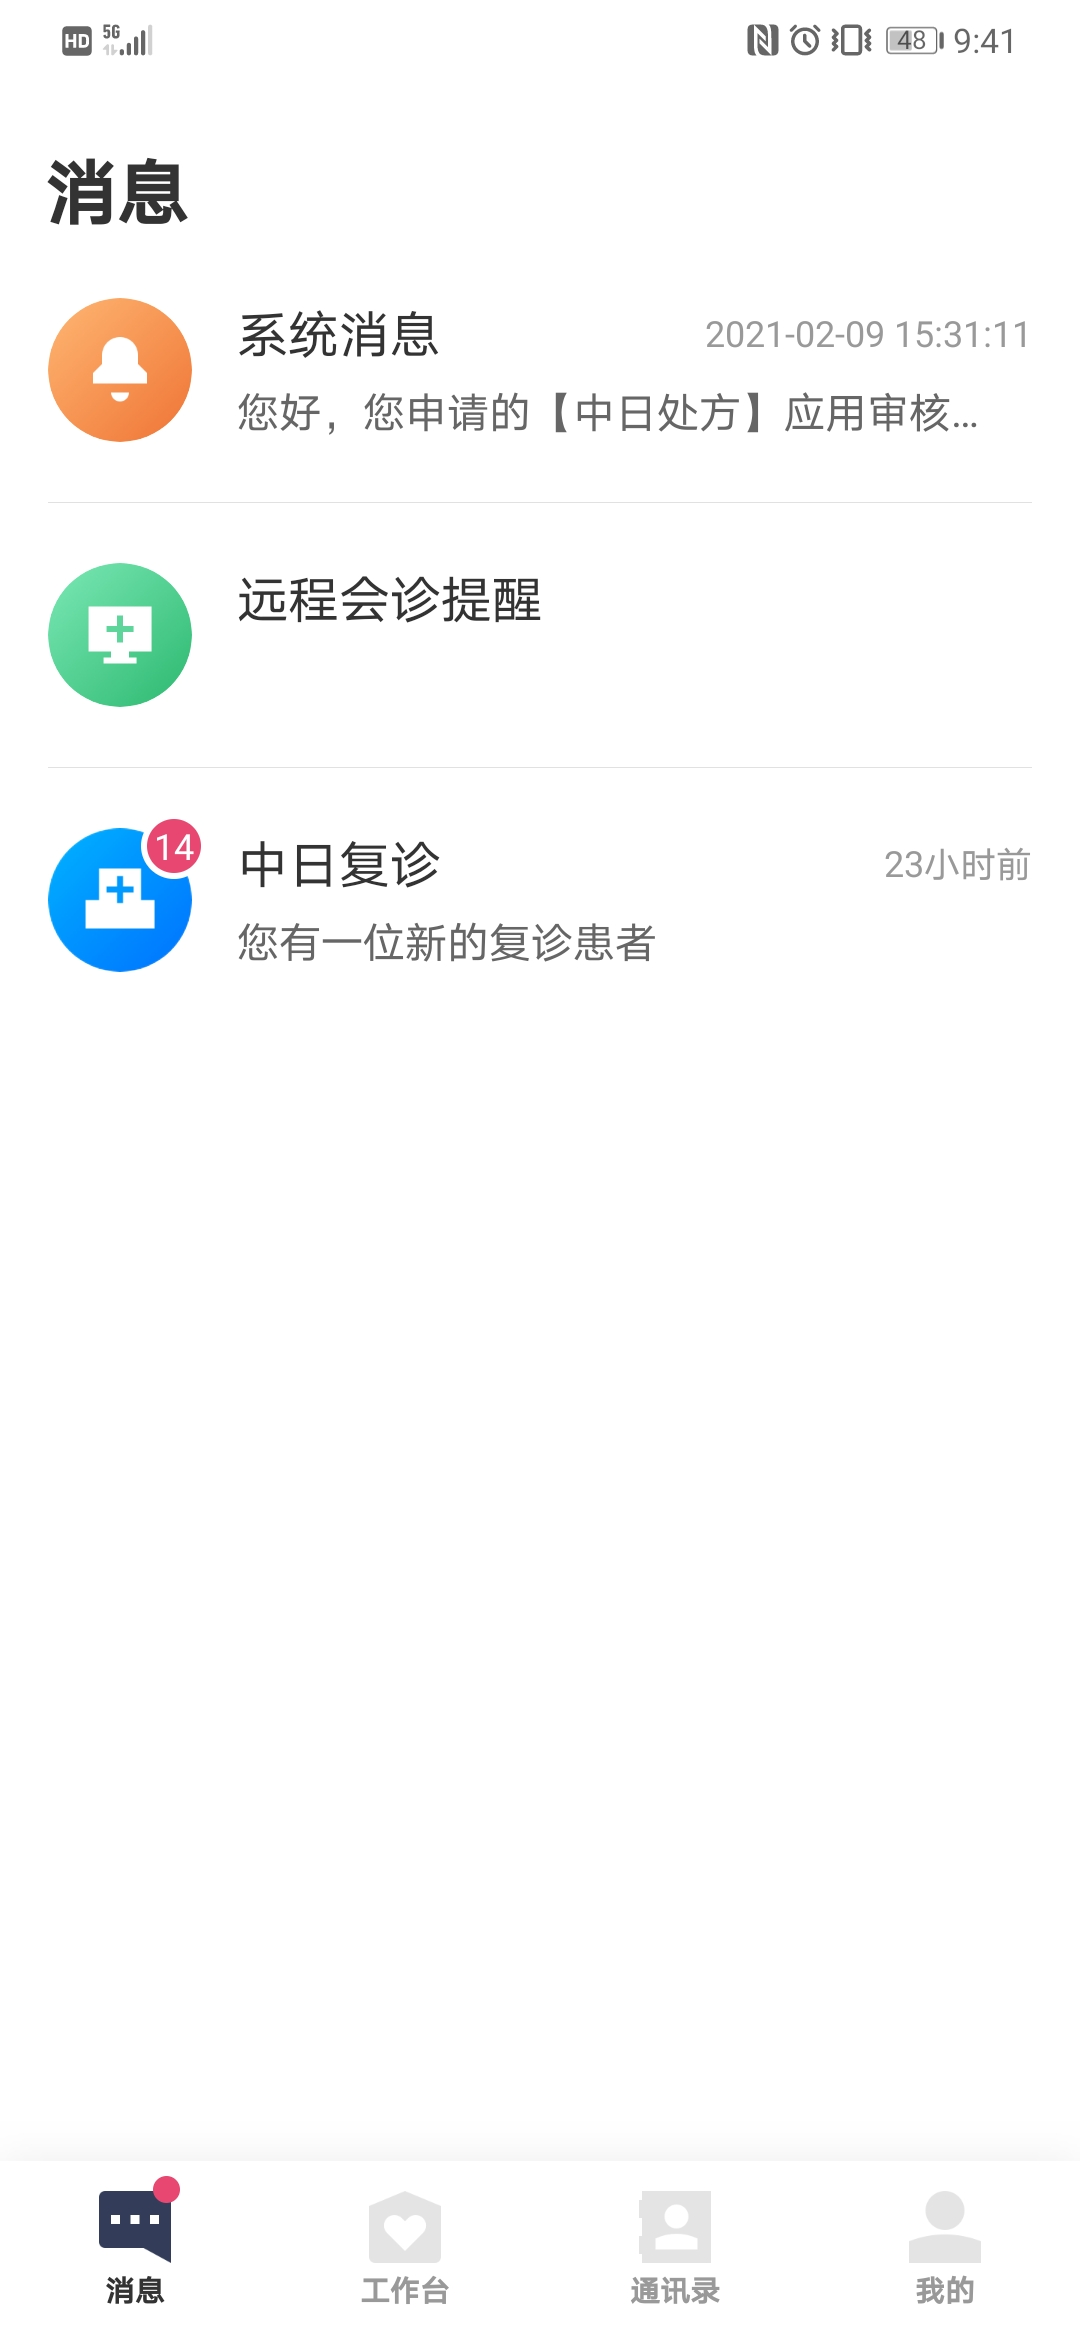 HD 5G 48 9:41
消息
系统消息 2021-02-09 15:31:11
您好，您申请的【中日处方】应用审核...
远程会诊提醒
14
中日复诊 23小时前
您有一位新的复诊患者
消息 工作台 通讯录 我的